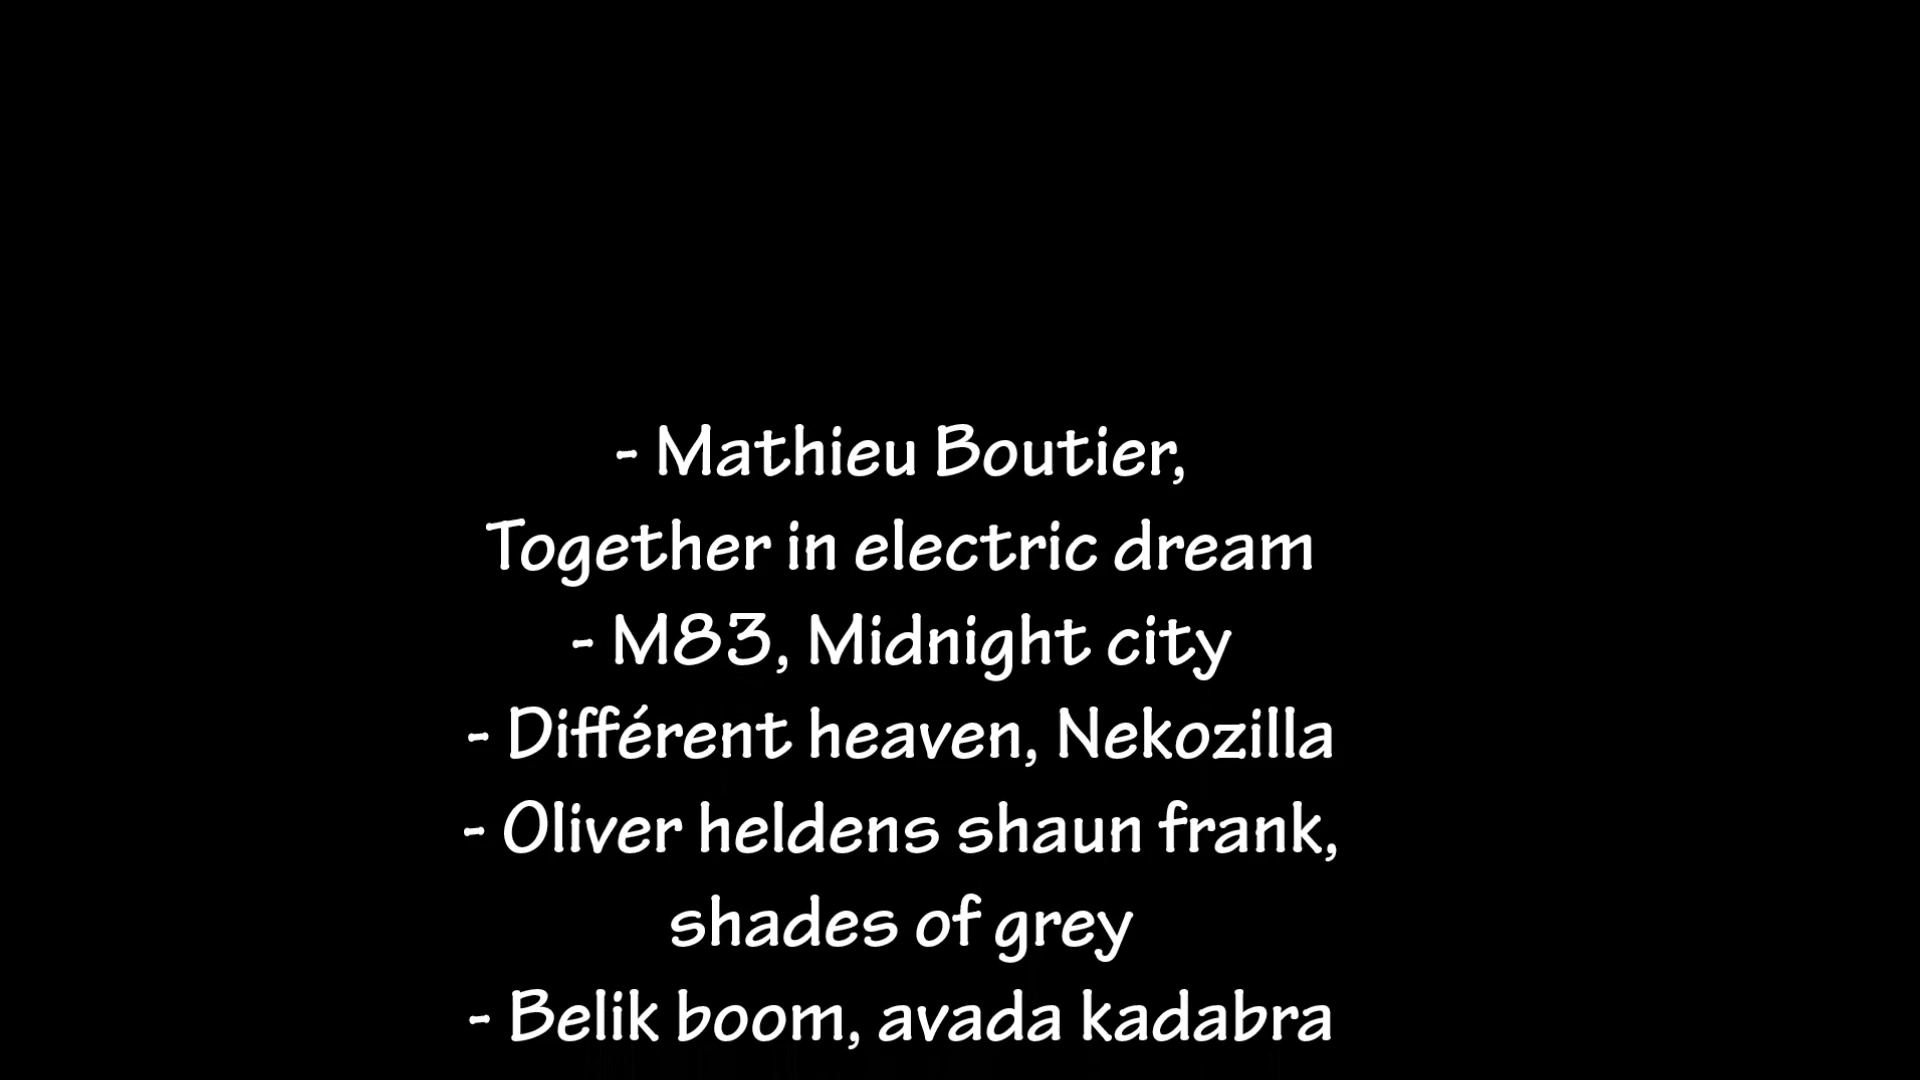 - Mathieu Boutier,
Together in electric dream
- M83, Midnight city
- Différent heaven, Nekozilla
- Oliver heldens shaun frank,
shades of grey
- Belik boom, avada kadabra